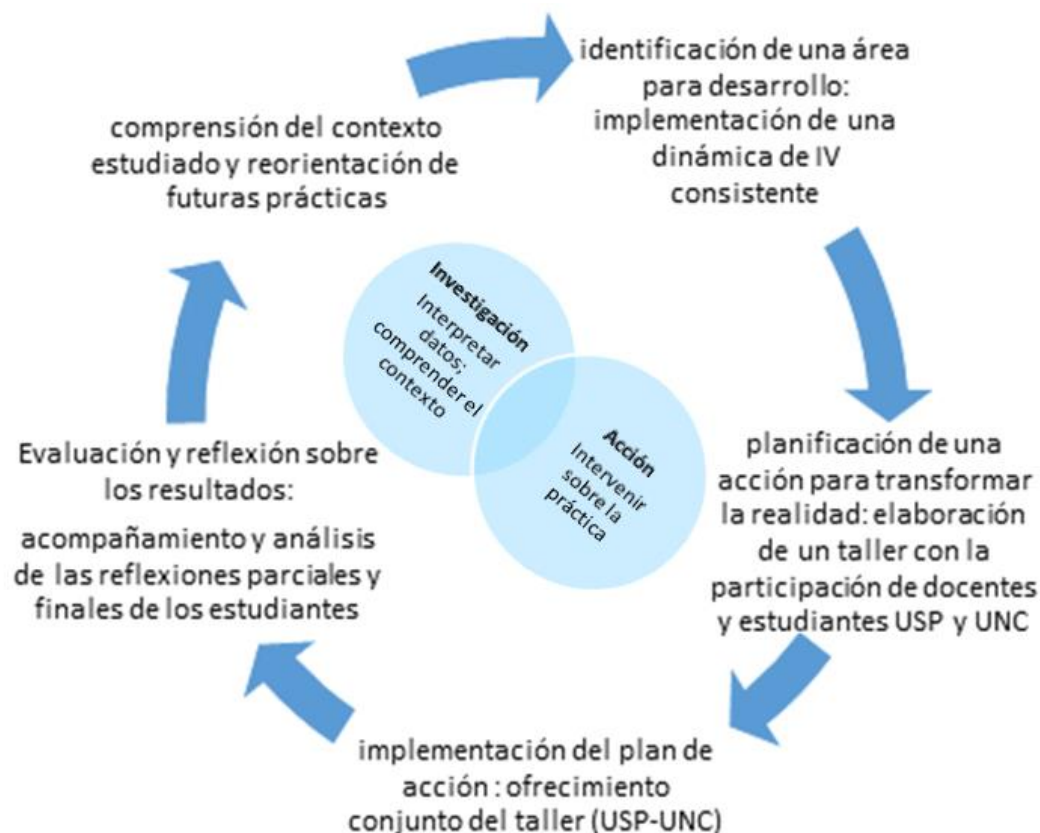 identificación de una área
para desarrollo:
implementación de una
dinámica de IV
consistente
planificación de una
acción para transformar
la realidad: elaboración
de un taller con la
participación de docentes
y estudiantes USP y UNC
implementación del plan de
acción : ofrecimiento
conjunto del taller (USP-UNC)
Evaluación y reflexión sobre
los resultados:
acompañamiento y análisis
de las reflexiones parciales y
finales de los estudiantes
comprensión del contexto
estudiado y reorientación de
futuras prácticas
Investigación
Interpretar
datos;
comprender el
contexto
Acción
Intervenir
sobre la
práctica